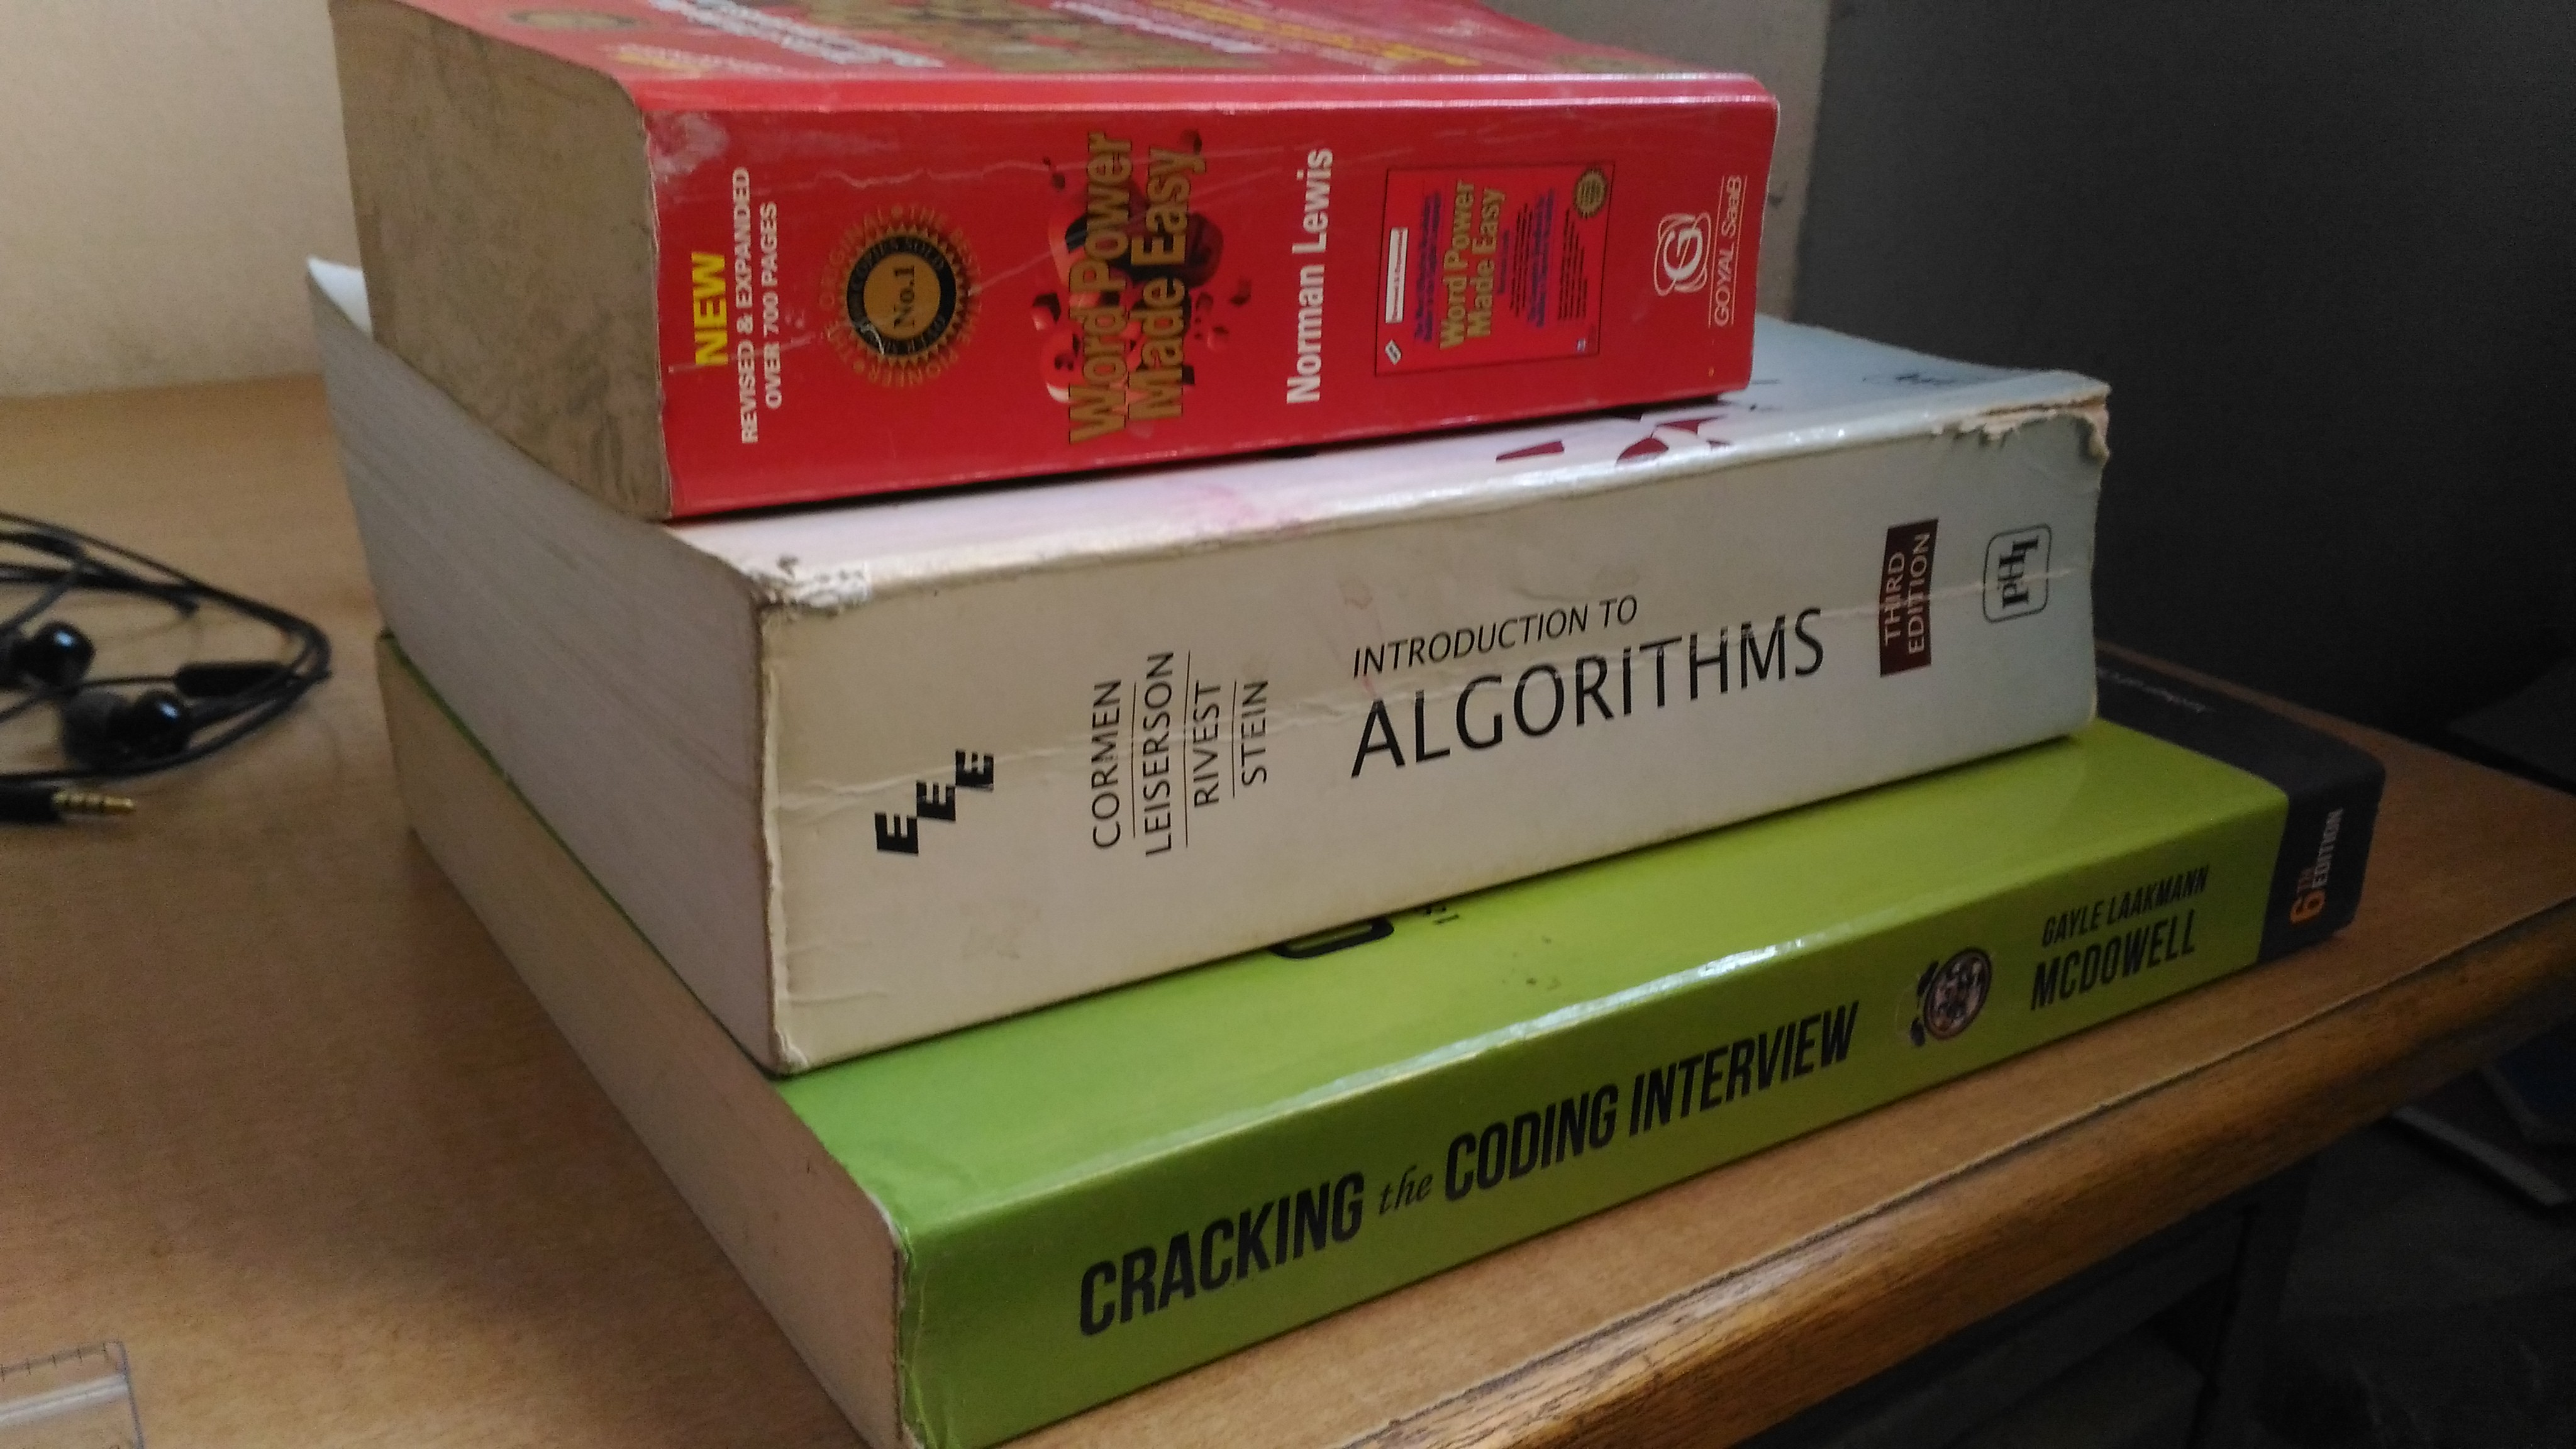 NEW
REVISED & EXPANDED
OVER 700 PAGES
No.1
Word Power
Made Easy
Norman Lewis
Word Power
Made Easy
G
GOYAL SaaB
EEE
CORMEN
LEISERSON
RIVEST
STEIN
INTRODUCTION TO
ALGORITHMS
THIRD
EDITION
PHI
CRACKING the CODING INTERVIEW
GAYLE LAAKMANN
MCDOWELL
6TH
EDITION